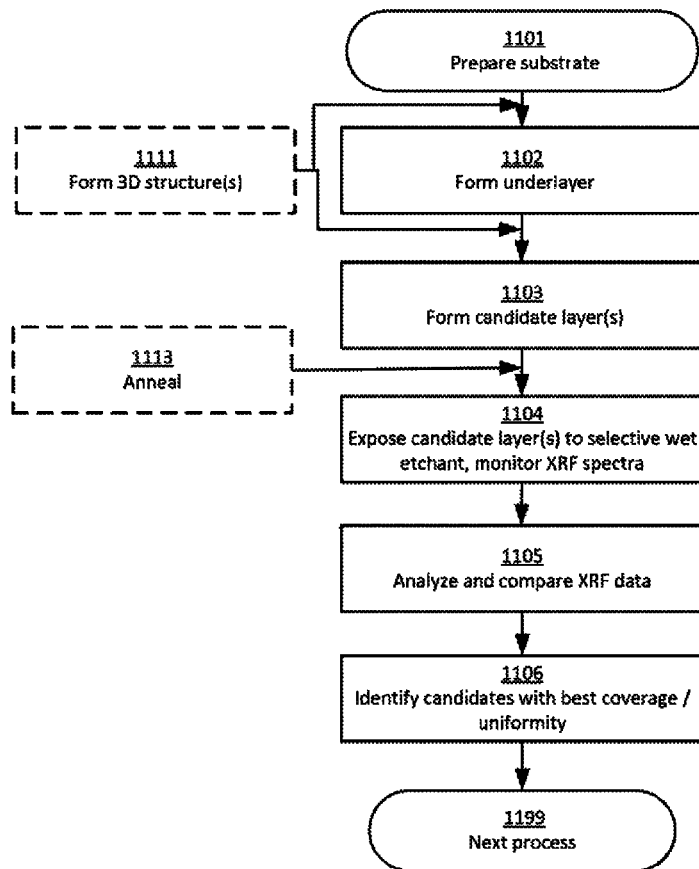 1101
Prepare substrate
1111
Form 3D structure(s)
1102
Form underlayer
1103
Form candidate layer(s)
1113
Anneal
1104
Expose candidate layer(s) to selective wet
etchant, monitor XRF spectra
1105
Analyze and compare XRF data
1106
Identify candidates with best coverage /
uniformity
1199
Next process